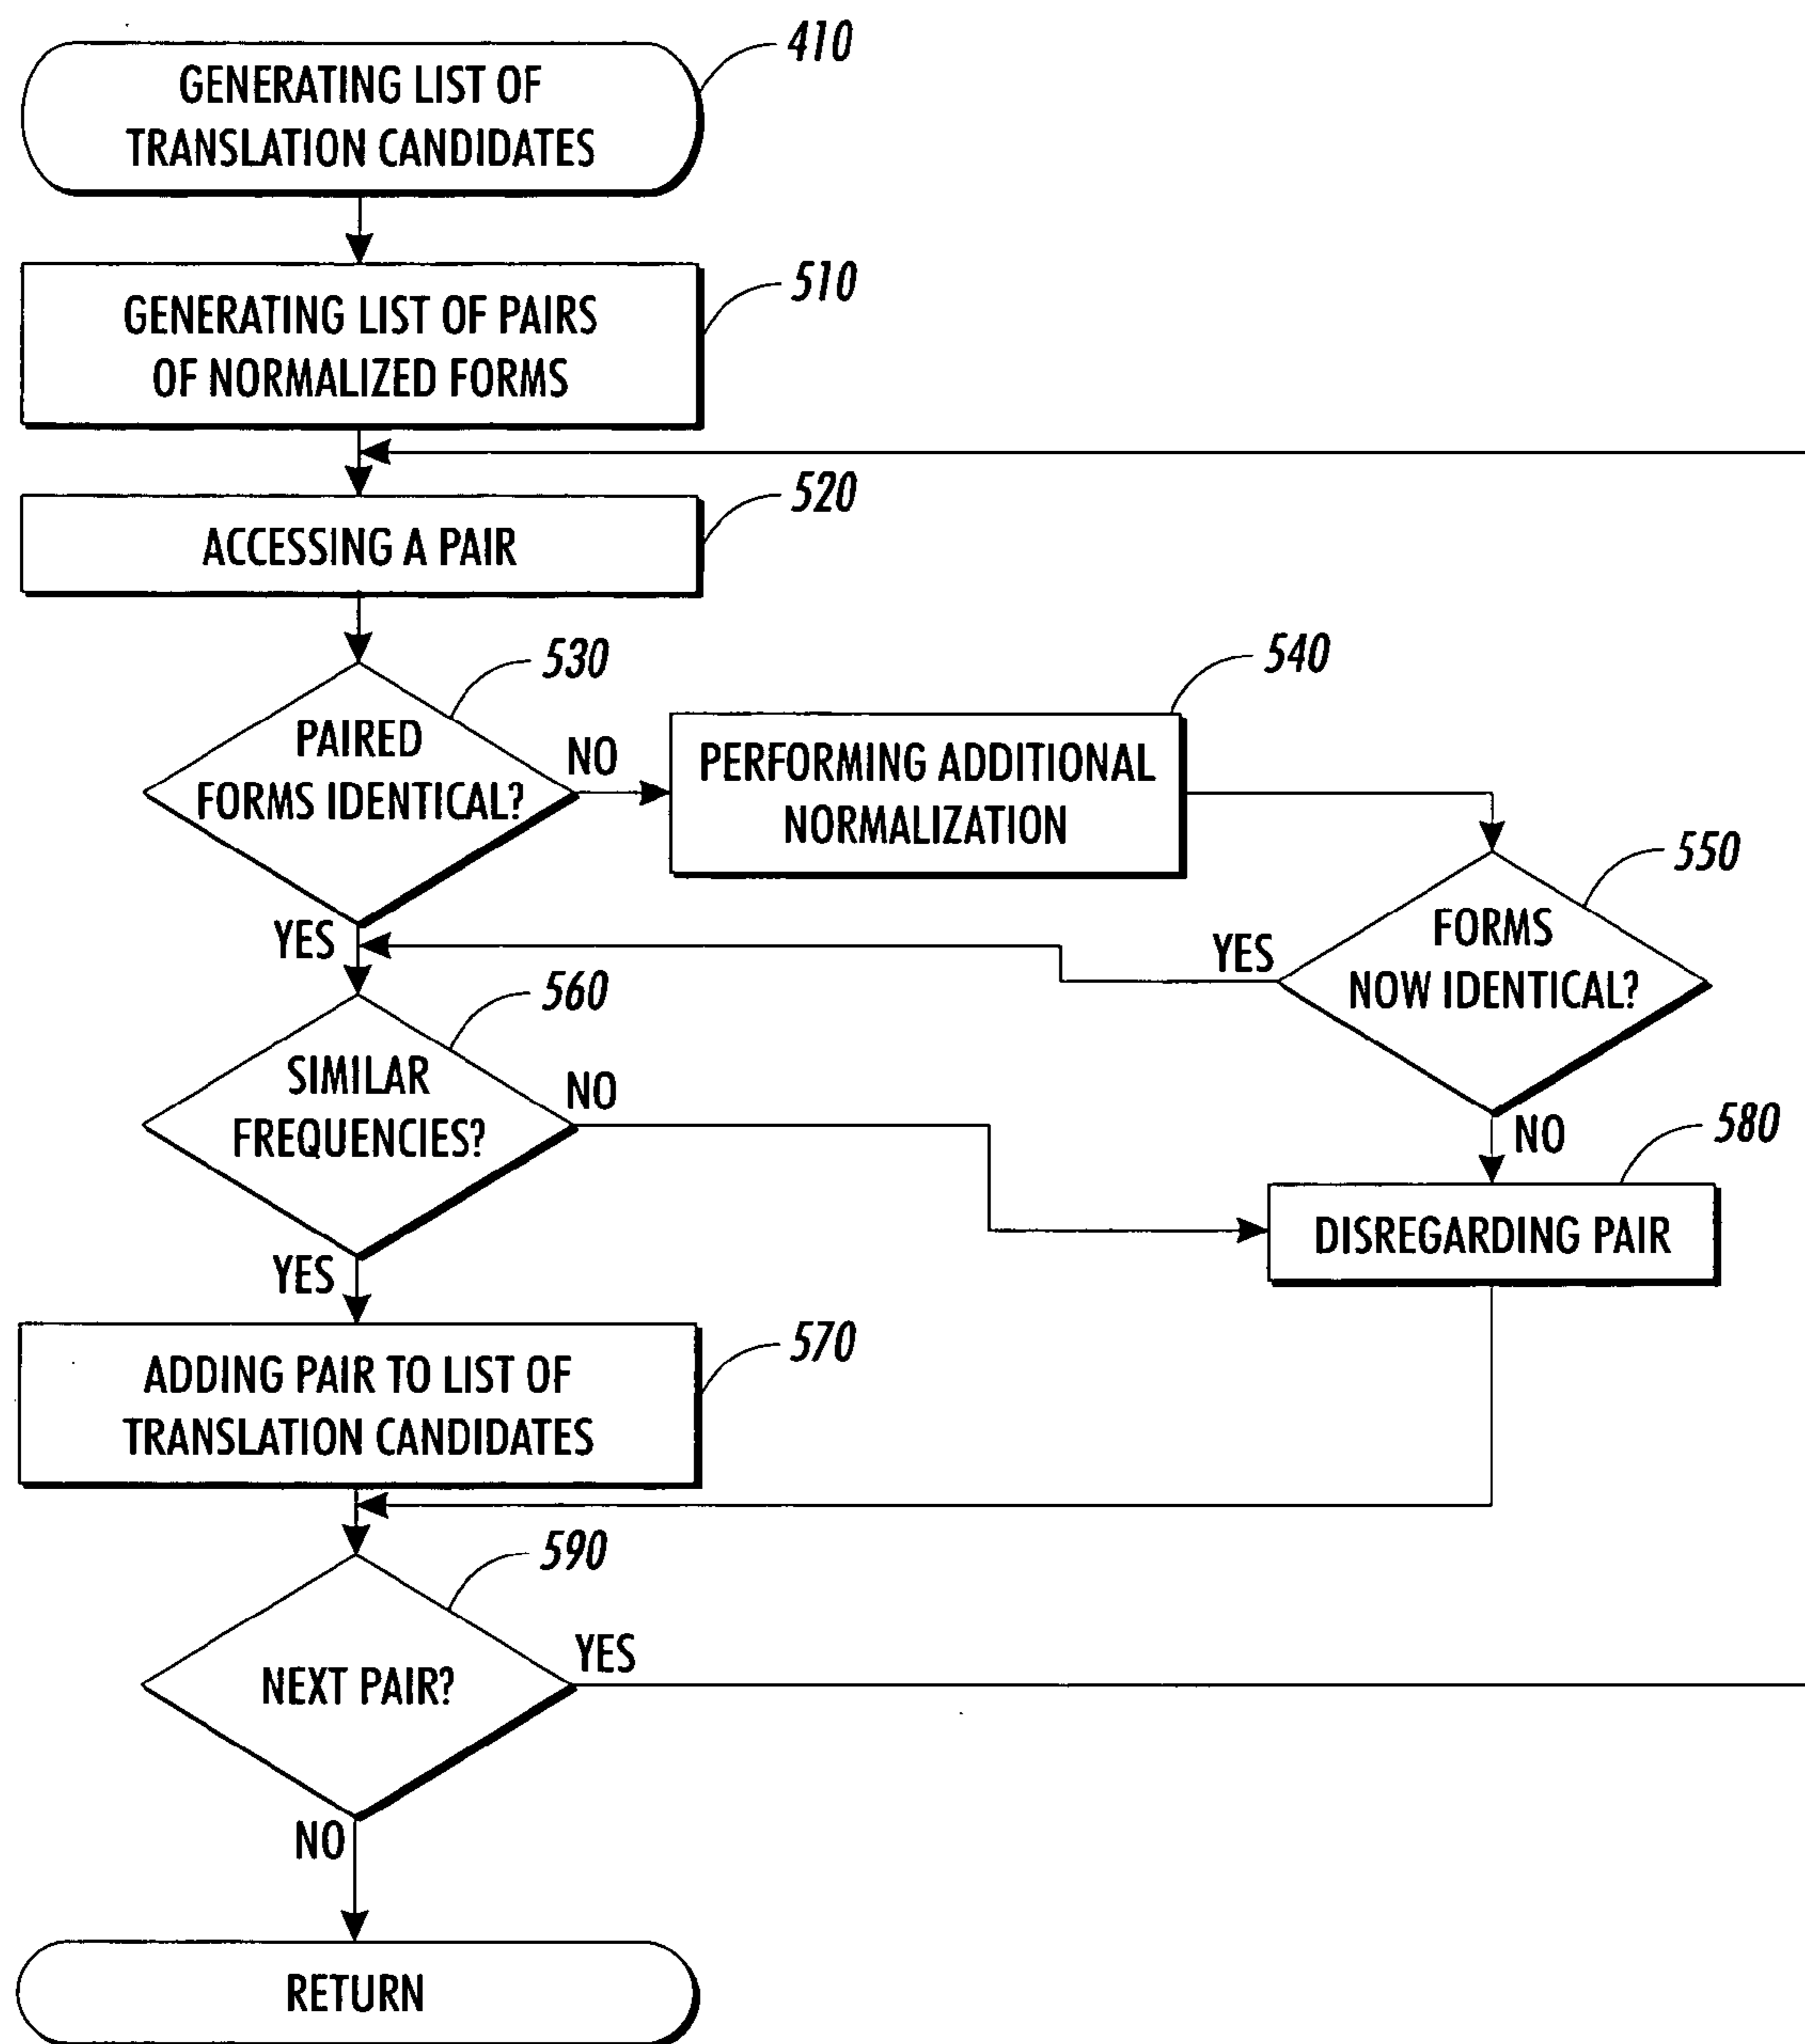 410
GENERATING LIST OF
TRANSLATION CANDIDATES
510
GENERATING LIST OF PAIRS
OF NORMALIZED FORMS
520
ACCESSING A PAIR
530
PAIRED
FORMS IDENTICAL?
NO
540
PERFORMING ADDITIONAL
NORMALIZATION
550
FORMS
NOW IDENTICAL?
YES
YES
560
SIMILAR
FREQUENCIES?
NO
NO
580
DISREGARDING PAIR
YES
570
ADDING PAIR TO LIST OF
TRANSLATION CANDIDATES
590
NEXT PAIR?
YES
NO
RETURN